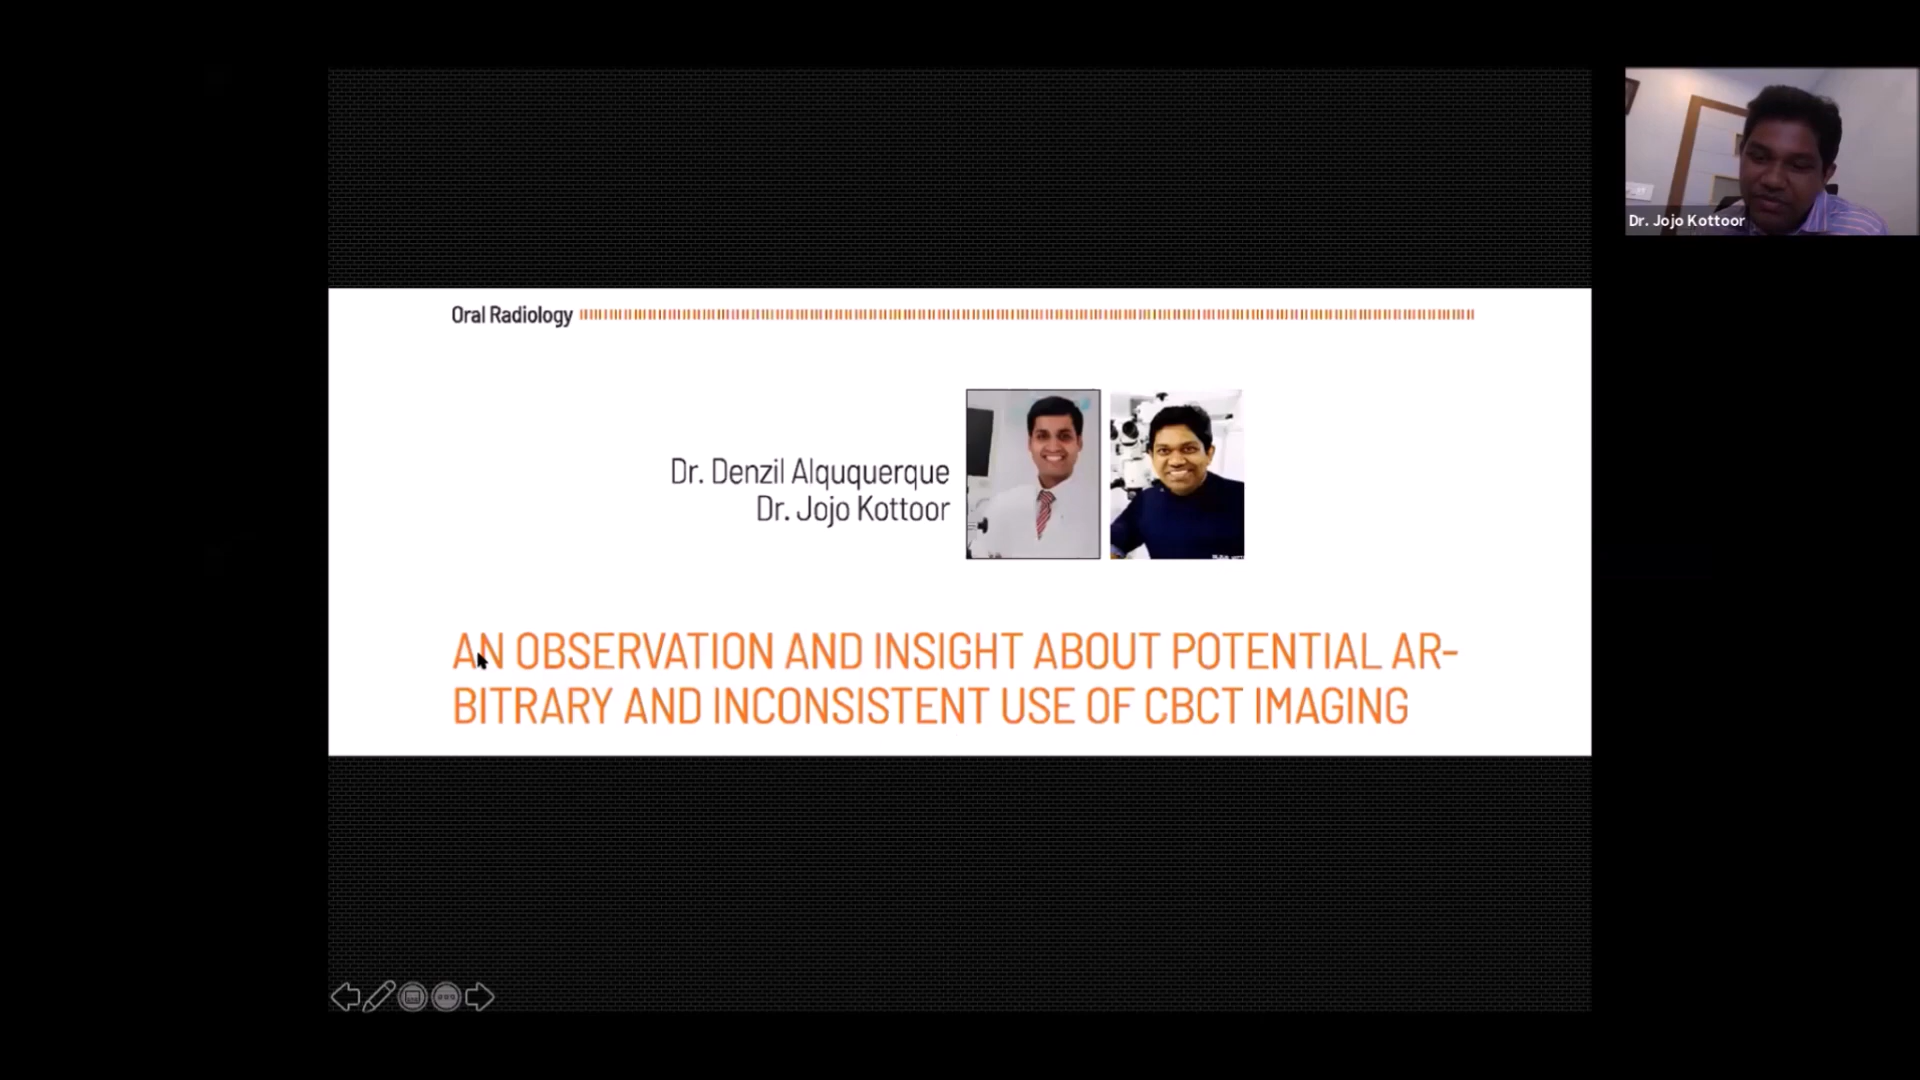 Oral Radiology
Dr. Denzil Alququerque
Dr. Jojo Kottoor
AN OBSERVATION AND INSIGHT ABOUT POTENTIAL AR-
BITRARY AND INCONSISTENT USE OF CBCT IMAGING
Dr. Jojo Kottoor